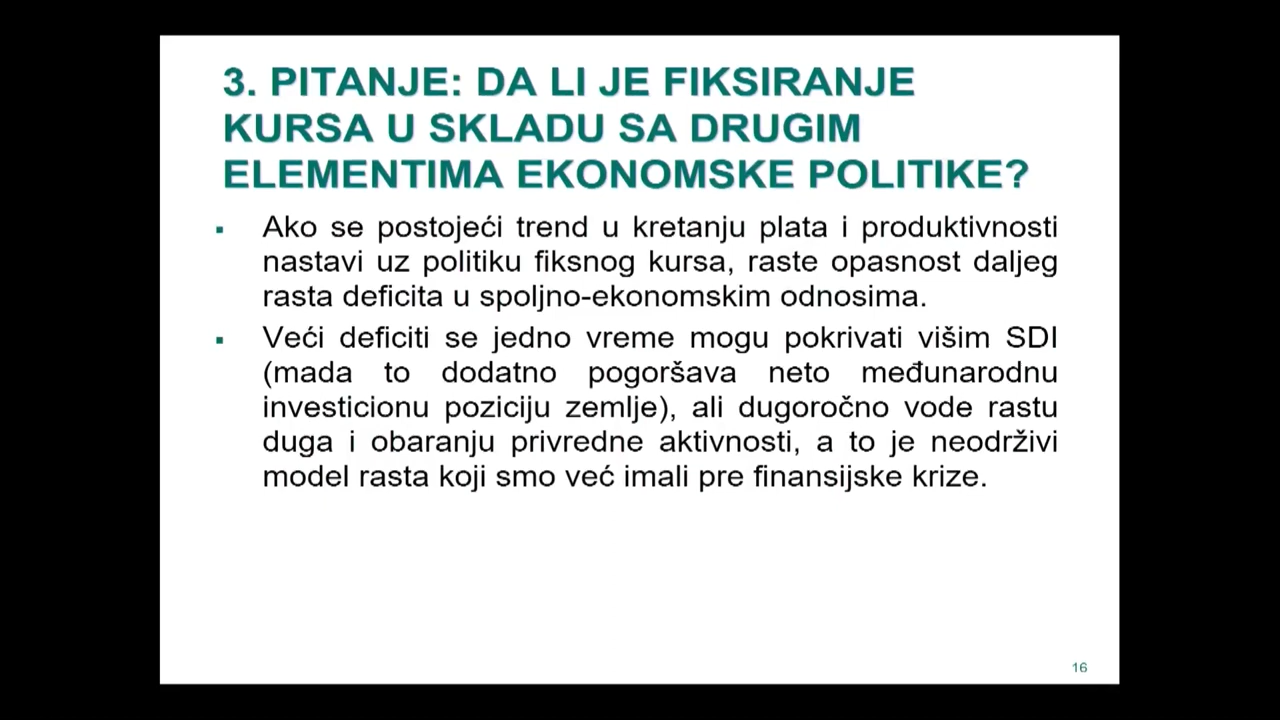 3. PITANJE: DA LI JE FIKSIRANJE
KURSA U SKLADU SA DRUGIM
ELEMENTIMA EKONOMSKE POLITIKE?
▪ Ako se postojeći trend u kretanju plata i produktivnosti
nastavi uz politiku fiksnog kursa, raste opasnost daljeg
rasta deficita u spoljno-ekonomskim odnosima.
▪ Veći deficiti se jedno vreme mogu pokrivati višim SDI
(mada to dodatno pogoršava neto međunarodnu
investicionu poziciju zemlje), ali dugoročno vode rastu
duga i obaranju privredne aktivnosti, a to je neodrživi
model rasta koji smo već imali pre finansijske krize.
16